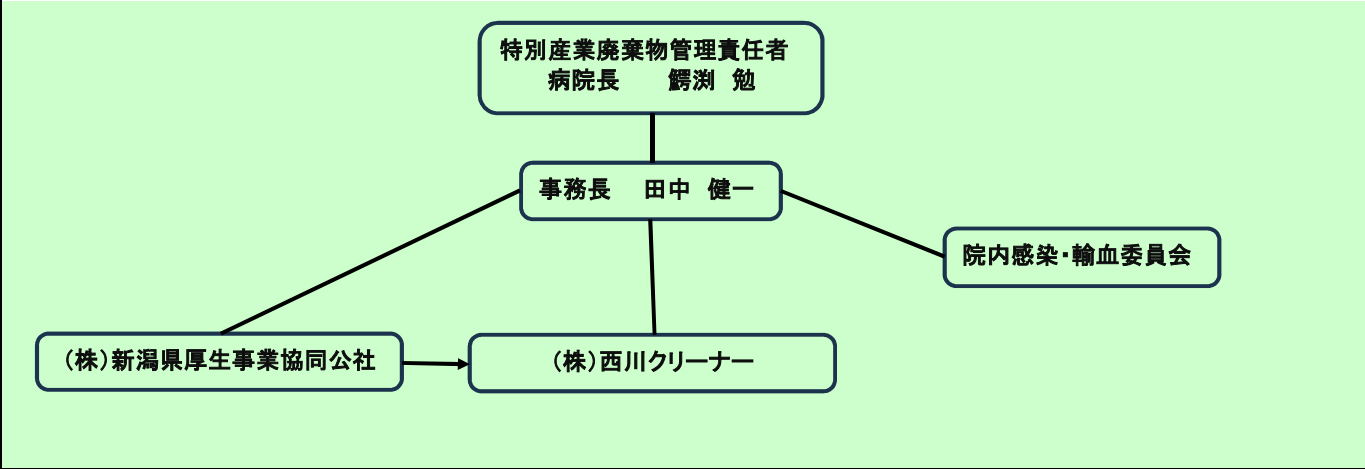 特別産業廃棄物管理責任者
病院長　　鰐渕　勉
事務長　田中　健一
院内感染・輸血委員会
（株）新潟県厚生事業協同公社
（株）西川クリーナー